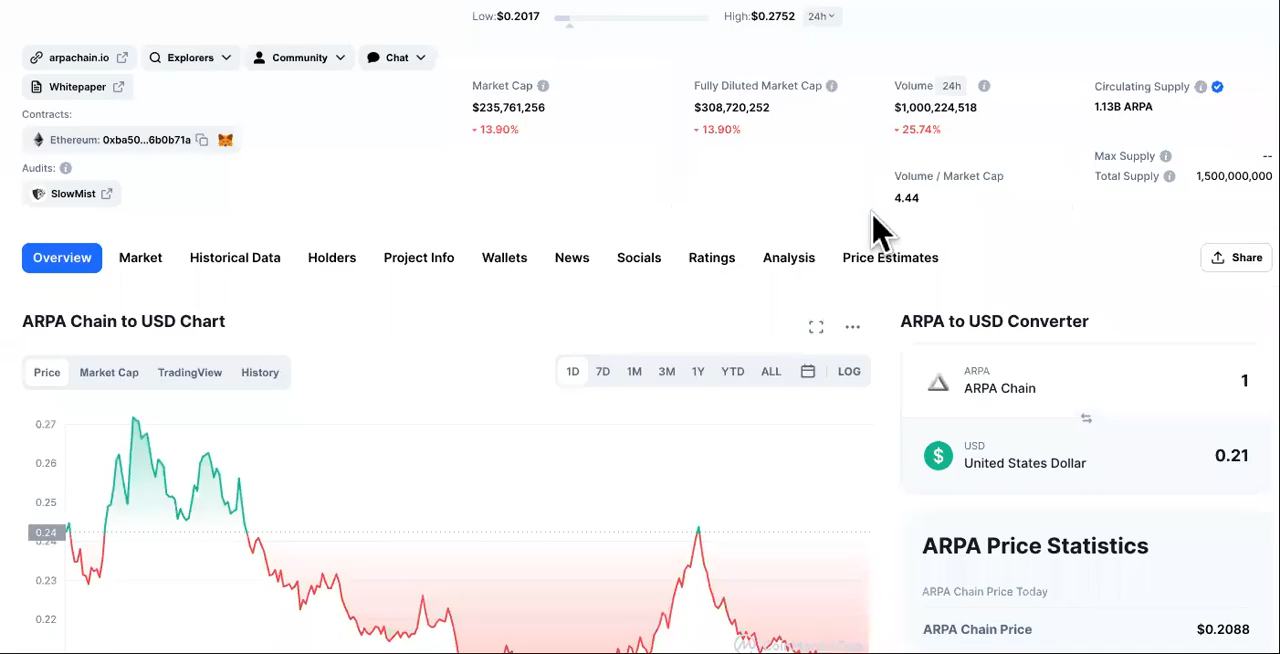 Low:$0.2017 High:$0.2752 24h
arpachain.io Explorers Community Chat
Whitepaper
Contracts:
Ethereum: 0xba50...6b0b71a
Audits:
SlowMist
Market Cap
$235,761,256
13.90%
Fully Diluted Market Cap
$308,720,252
13.90%
Volume 24h
$1,000,224,518
25.74%
Volume / Market Cap
4.44
Circulating Supply
1.13B ARPA
Max Supply --
Total Supply 1,500,000,000
Overview Market Historical Data Holders Project Info Wallets News Socials Ratings Analysis Price Estimates Share
ARPA Chain to USD Chart
Price Market Cap TradingView History
1D 7D 1M 3M 1Y YTD ALL LOG
0.27
0.26
0.25
0.24
0.24
0.23
0.22
ARPA to USD Converter
ARPA
ARPA Chain 1
USD
United States Dollar 0.21
$
ARPA Price Statistics
ARPA Chain Price Today
ARPA Chain Price $0.2088